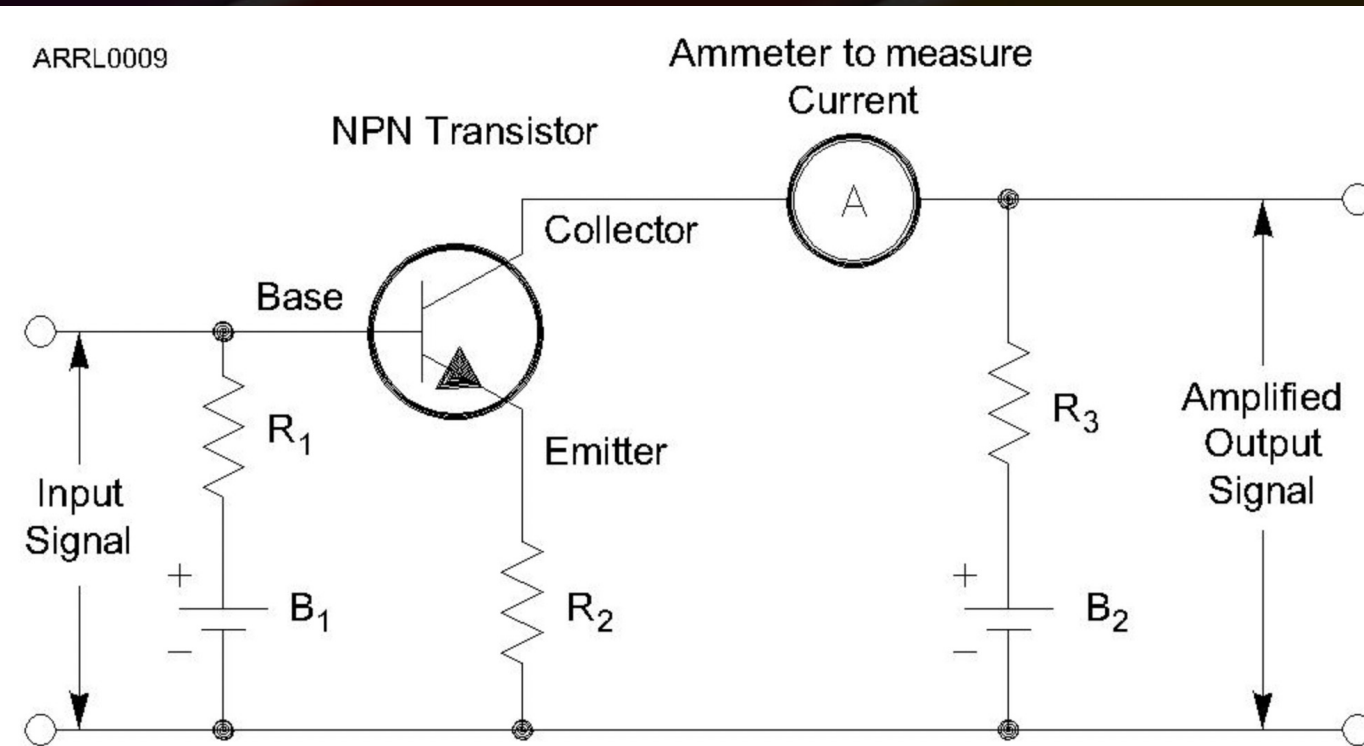 ARRL0009
Ammeter to measure
Current
NPN Transistor
A
Collector
Base
R1
Emitter
R3
Amplified
Output
Signal
Input
Signal
+
B1
−
R2
+
B2
−